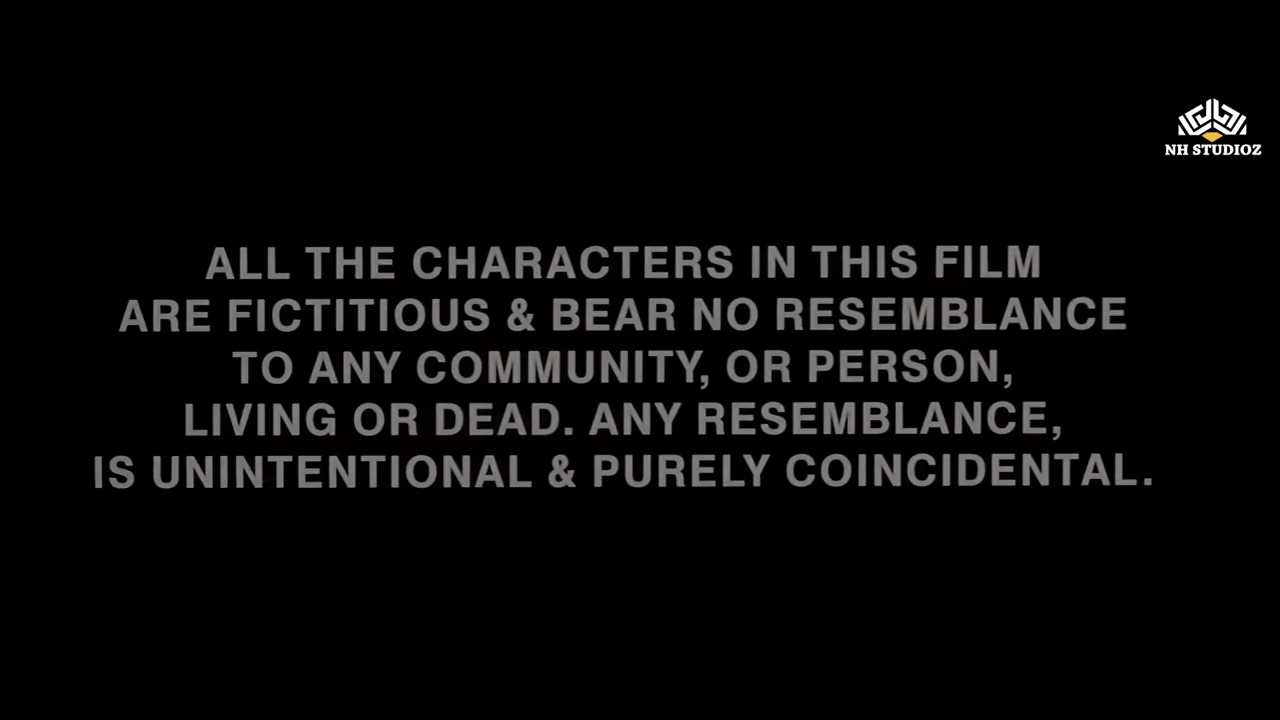 NH STUDIOZ
ALL THE CHARACTERS IN THIS FILM
ARE FICTITIOUS & BEAR NO RESEMBLANCE
TO ANY COMMUNITY, OR PERSON,
LIVING OR DEAD. ANY RESEMBLANCE,
IS UNINTENTIONAL & PURELY COINCIDENTAL.